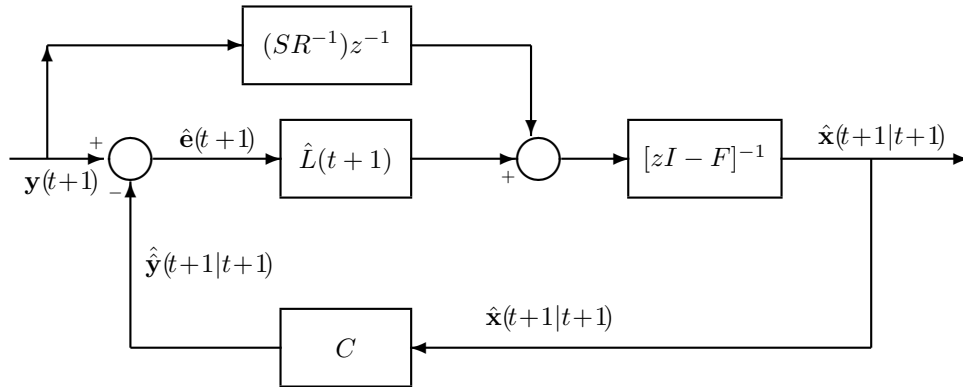 (SR⁻¹)z⁻¹
+
ê(t+1)
L̂(t+1)
+
[zI − F]⁻¹
x̂(t+1|t+1)
y(t+1)
−
ŷ̂(t+1|t+1)
x̂(t+1|t+1)
C